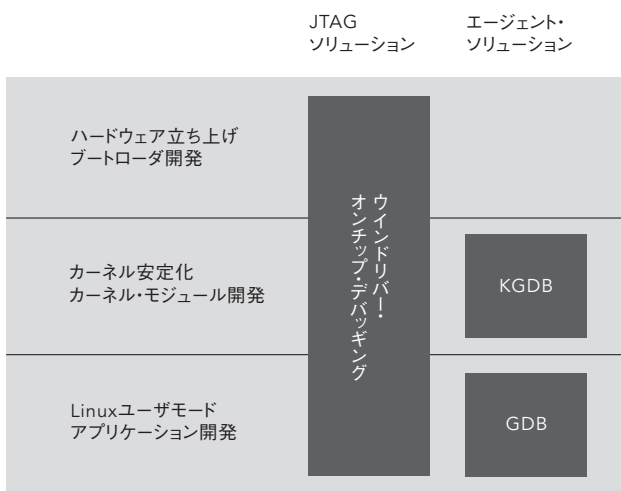 JTAG
ソリューション
エージェント・
ソリューション
ハードウェア立ち上げ
ブートローダ開発
ウインドリバー・
オンチップ・デバッギング
カーネル安定化
カーネル・モジュール開発
KGDB
Linuxユーザモード
アプリケーション開発
GDB